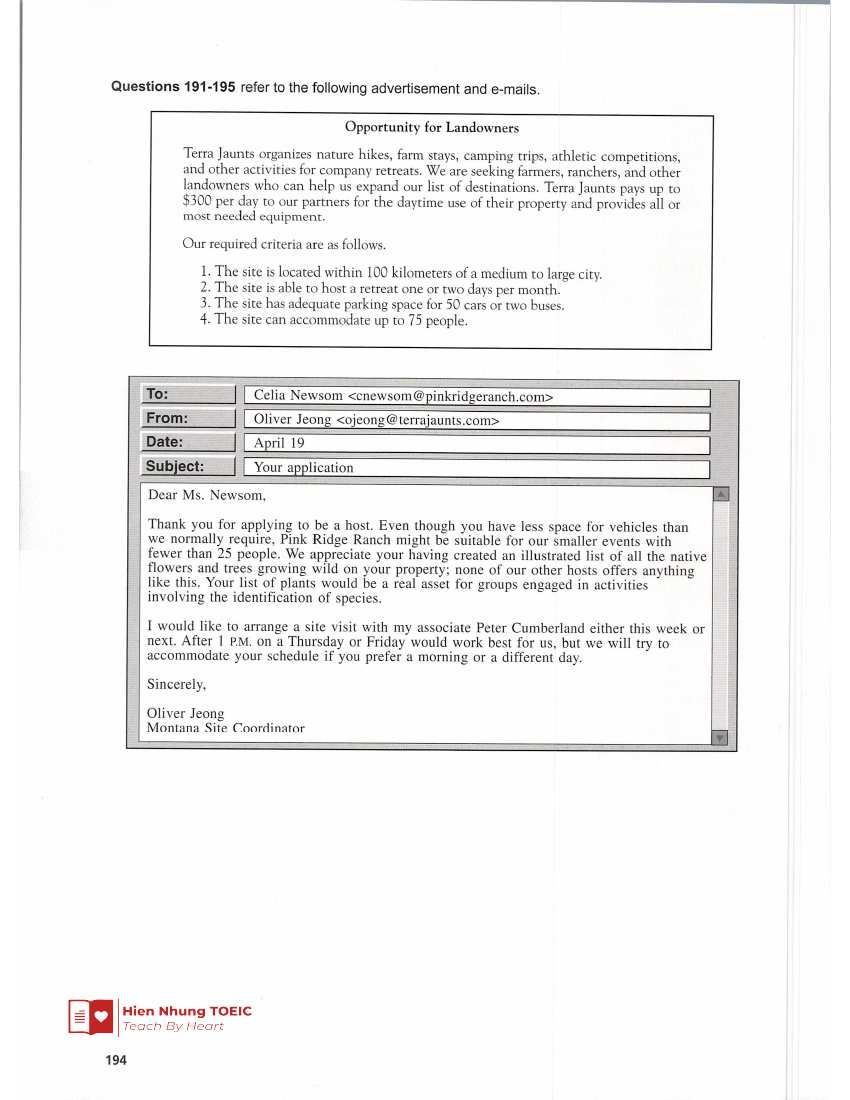 Questions 191-195 refer to the following advertisement and e-mails.
Opportunity for Landowners
Terra Jaunts organizes nature hikes, farm stays, camping trips, athletic competitions,
and other activities for company retreats. We are seeking farmers, ranchers, and other
landowners who can help us expand our list of destinations. Terra Jaunts pays up to
$300 per day to our partners for the daytime use of their property and provides all or
most needed equipment.
Our required criteria are as follows.
1. The site is located within 100 kilometers of a medium to large city.
2. The site is able to host a retreat one or two days per month.
3. The site has adequate parking space for 50 cars or two buses.
4. The site can accommodate up to 75 people.
To: Celia Newsom <cnewsom@pinkridgeranch.com>
From: Oliver Jeong <ojeong@terrajaunts.com>
Date: April 19
Subject: Your application
Dear Ms. Newsom,
Thank you for applying to be a host. Even though you have less space for vehicles than
we normally require, Pink Ridge Ranch might be suitable for our smaller events with
fewer than 25 people. We appreciate your having created an illustrated list of all the native
flowers and trees growing wild on your property; none of our other hosts offers anything
like this. Your list of plants would be a real asset for groups engaged in activities
involving the identification of species.
I would like to arrange a site visit with my associate Peter Cumberland either this week or
next. After 1 P.M. on a Thursday or Friday would work best for us, but we will try to
accommodate your schedule if you prefer a morning or a different day.
Sincerely,
Oliver Jeong
Montana Site Coordinator
Hien Nhung TOEIC
Teach By Heart
194